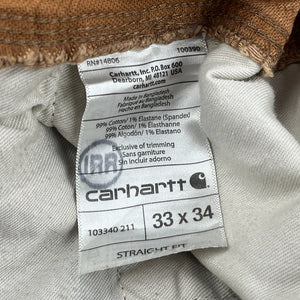 RN#14806 100390
Carhartt, Inc. P.O. Box 600
Dearborn, MI 48121 USA
carhartt.com
Made in Bangladesh
Fabriqué en Bangladesh
Hecho en Bangladesh
99% Cotton/ 1% Elastane (Spandex)
99% Coton/ 1% Élasthanne
99% Algodón/ 1% Elastano
Exclusive of trimming
Sans garniture
Sin incluir adorno
IRR
carhartt
33 x 34
103340 211
STRAIGHT FIT